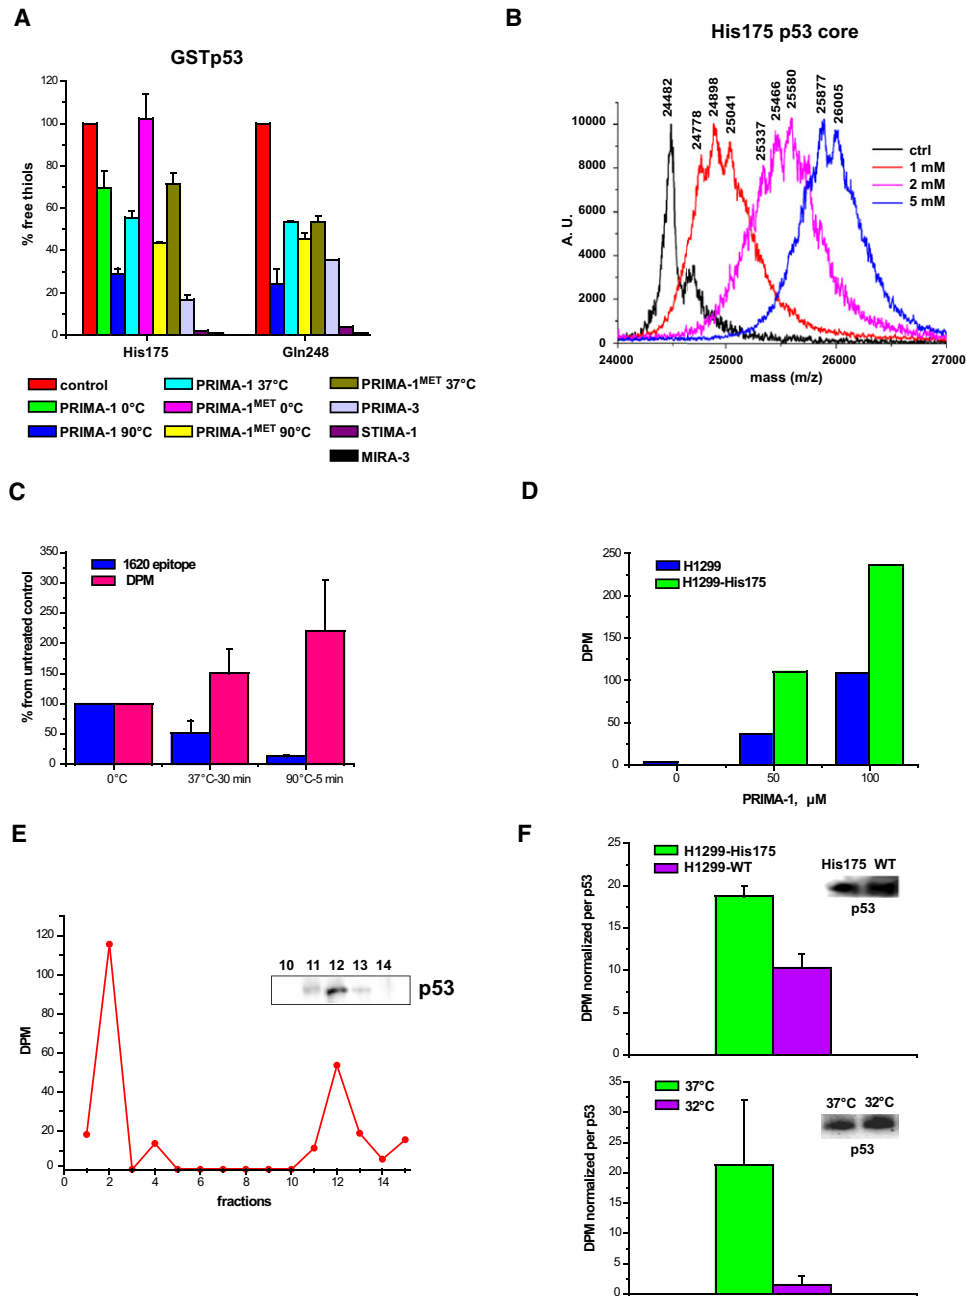 A
GSTp53
% free thiols
120
100
80
60
40
20
0
His175
Gln248
control
PRIMA-1 0°C
PRIMA-1 90°C
PRIMA-1 37°C
PRIMA-1MET 0°C
PRIMA-1MET 90°C
PRIMA-1MET 37°C
PRIMA-3
STIMA-1
MIRA-3
B
His175 p53 core
A. U.
10000
8000
6000
4000
2000
0
24482
24778
24898
25041
25337
25466
25580
25877
26005
ctrl
1 mM
2 mM
5 mM
24000
25000
26000
27000
mass (m/z)
C
% from untreated control
350
300
250
200
150
100
50
0
1620 epitope
DPM
0°C
37°C-30 min
90°C-5 min
D
DPM
250
200
150
100
50
0
H1299
H1299-His175
0
50
100
PRIMA-1, µM
E
DPM
120
100
80
60
40
20
0
10 11 12 13 14
p53
0 2 4 6 8 10 12 14
fractions
F
DPM normalized per p53
25
20
15
10
5
0
H1299-His175
H1299-WT
His175 WT
p53
DPM normalized per p53
35
30
25
20
15
10
5
0
37°C
32°C
37°C 32°C
p53